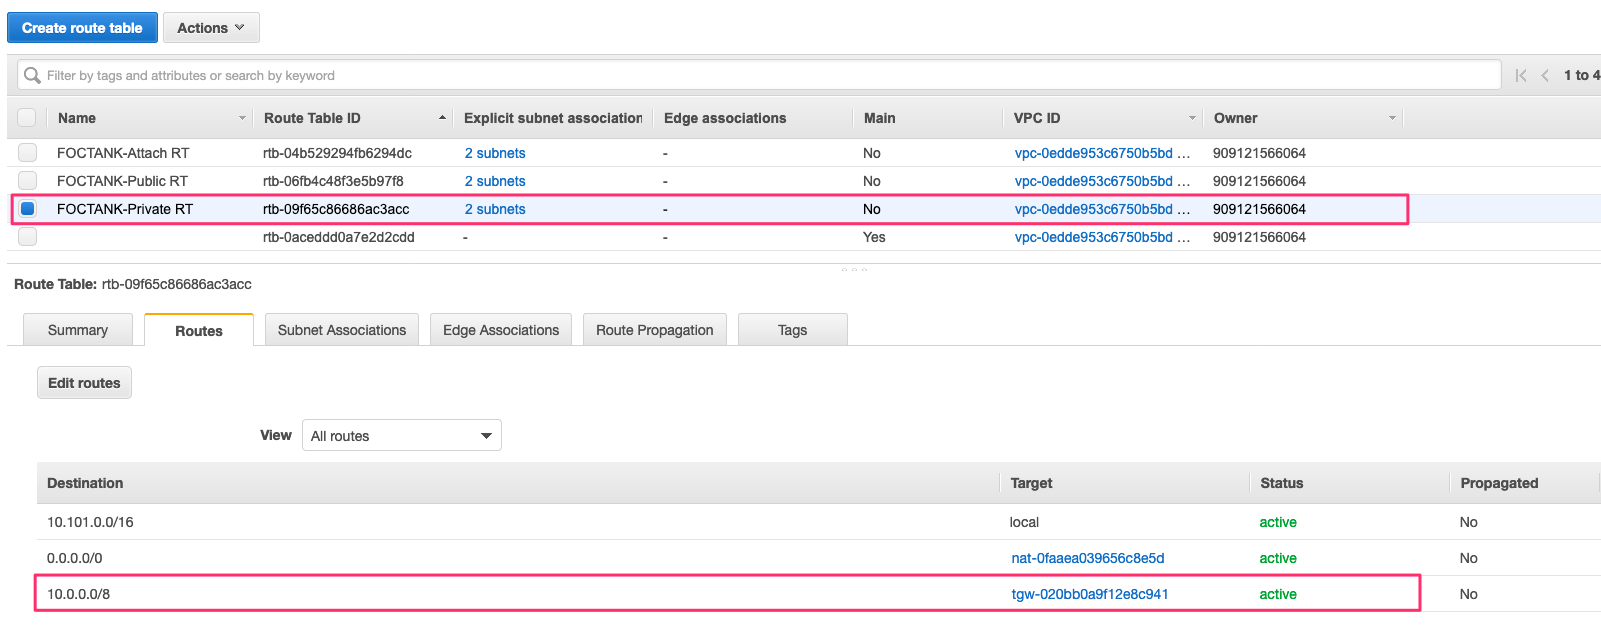 Create route table Actions
Filter by tags and attributes or search by keyword 1 to 4
Name Route Table ID Explicit subnet association Edge associations Main VPC ID Owner
FOCTANK-Attach RT rtb-04b529294fb6294dc 2 subnets - No vpc-0edde953c6750b5bd ... 909121566064
FOCTANK-Public RT rtb-06fb4c48f3e5b97f8 2 subnets - No vpc-0edde953c6750b5bd ... 909121566064
FOCTANK-Private RT rtb-09f65c86686ac3acc 2 subnets - No vpc-0edde953c6750b5bd ... 909121566064
rtb-0aceddd0a7e2d2cdd - - Yes vpc-0edde953c6750b5bd ... 909121566064
Route Table: rtb-09f65c86686ac3acc
Summary Routes Subnet Associations Edge Associations Route Propagation Tags
Edit routes
View All routes
Destination Target Status Propagated
10.101.0.0/16 local active No
0.0.0.0/0 nat-0faaea039656c8e5d active No
10.0.0.0/8 tgw-020bb0a9f12e8c941 active No